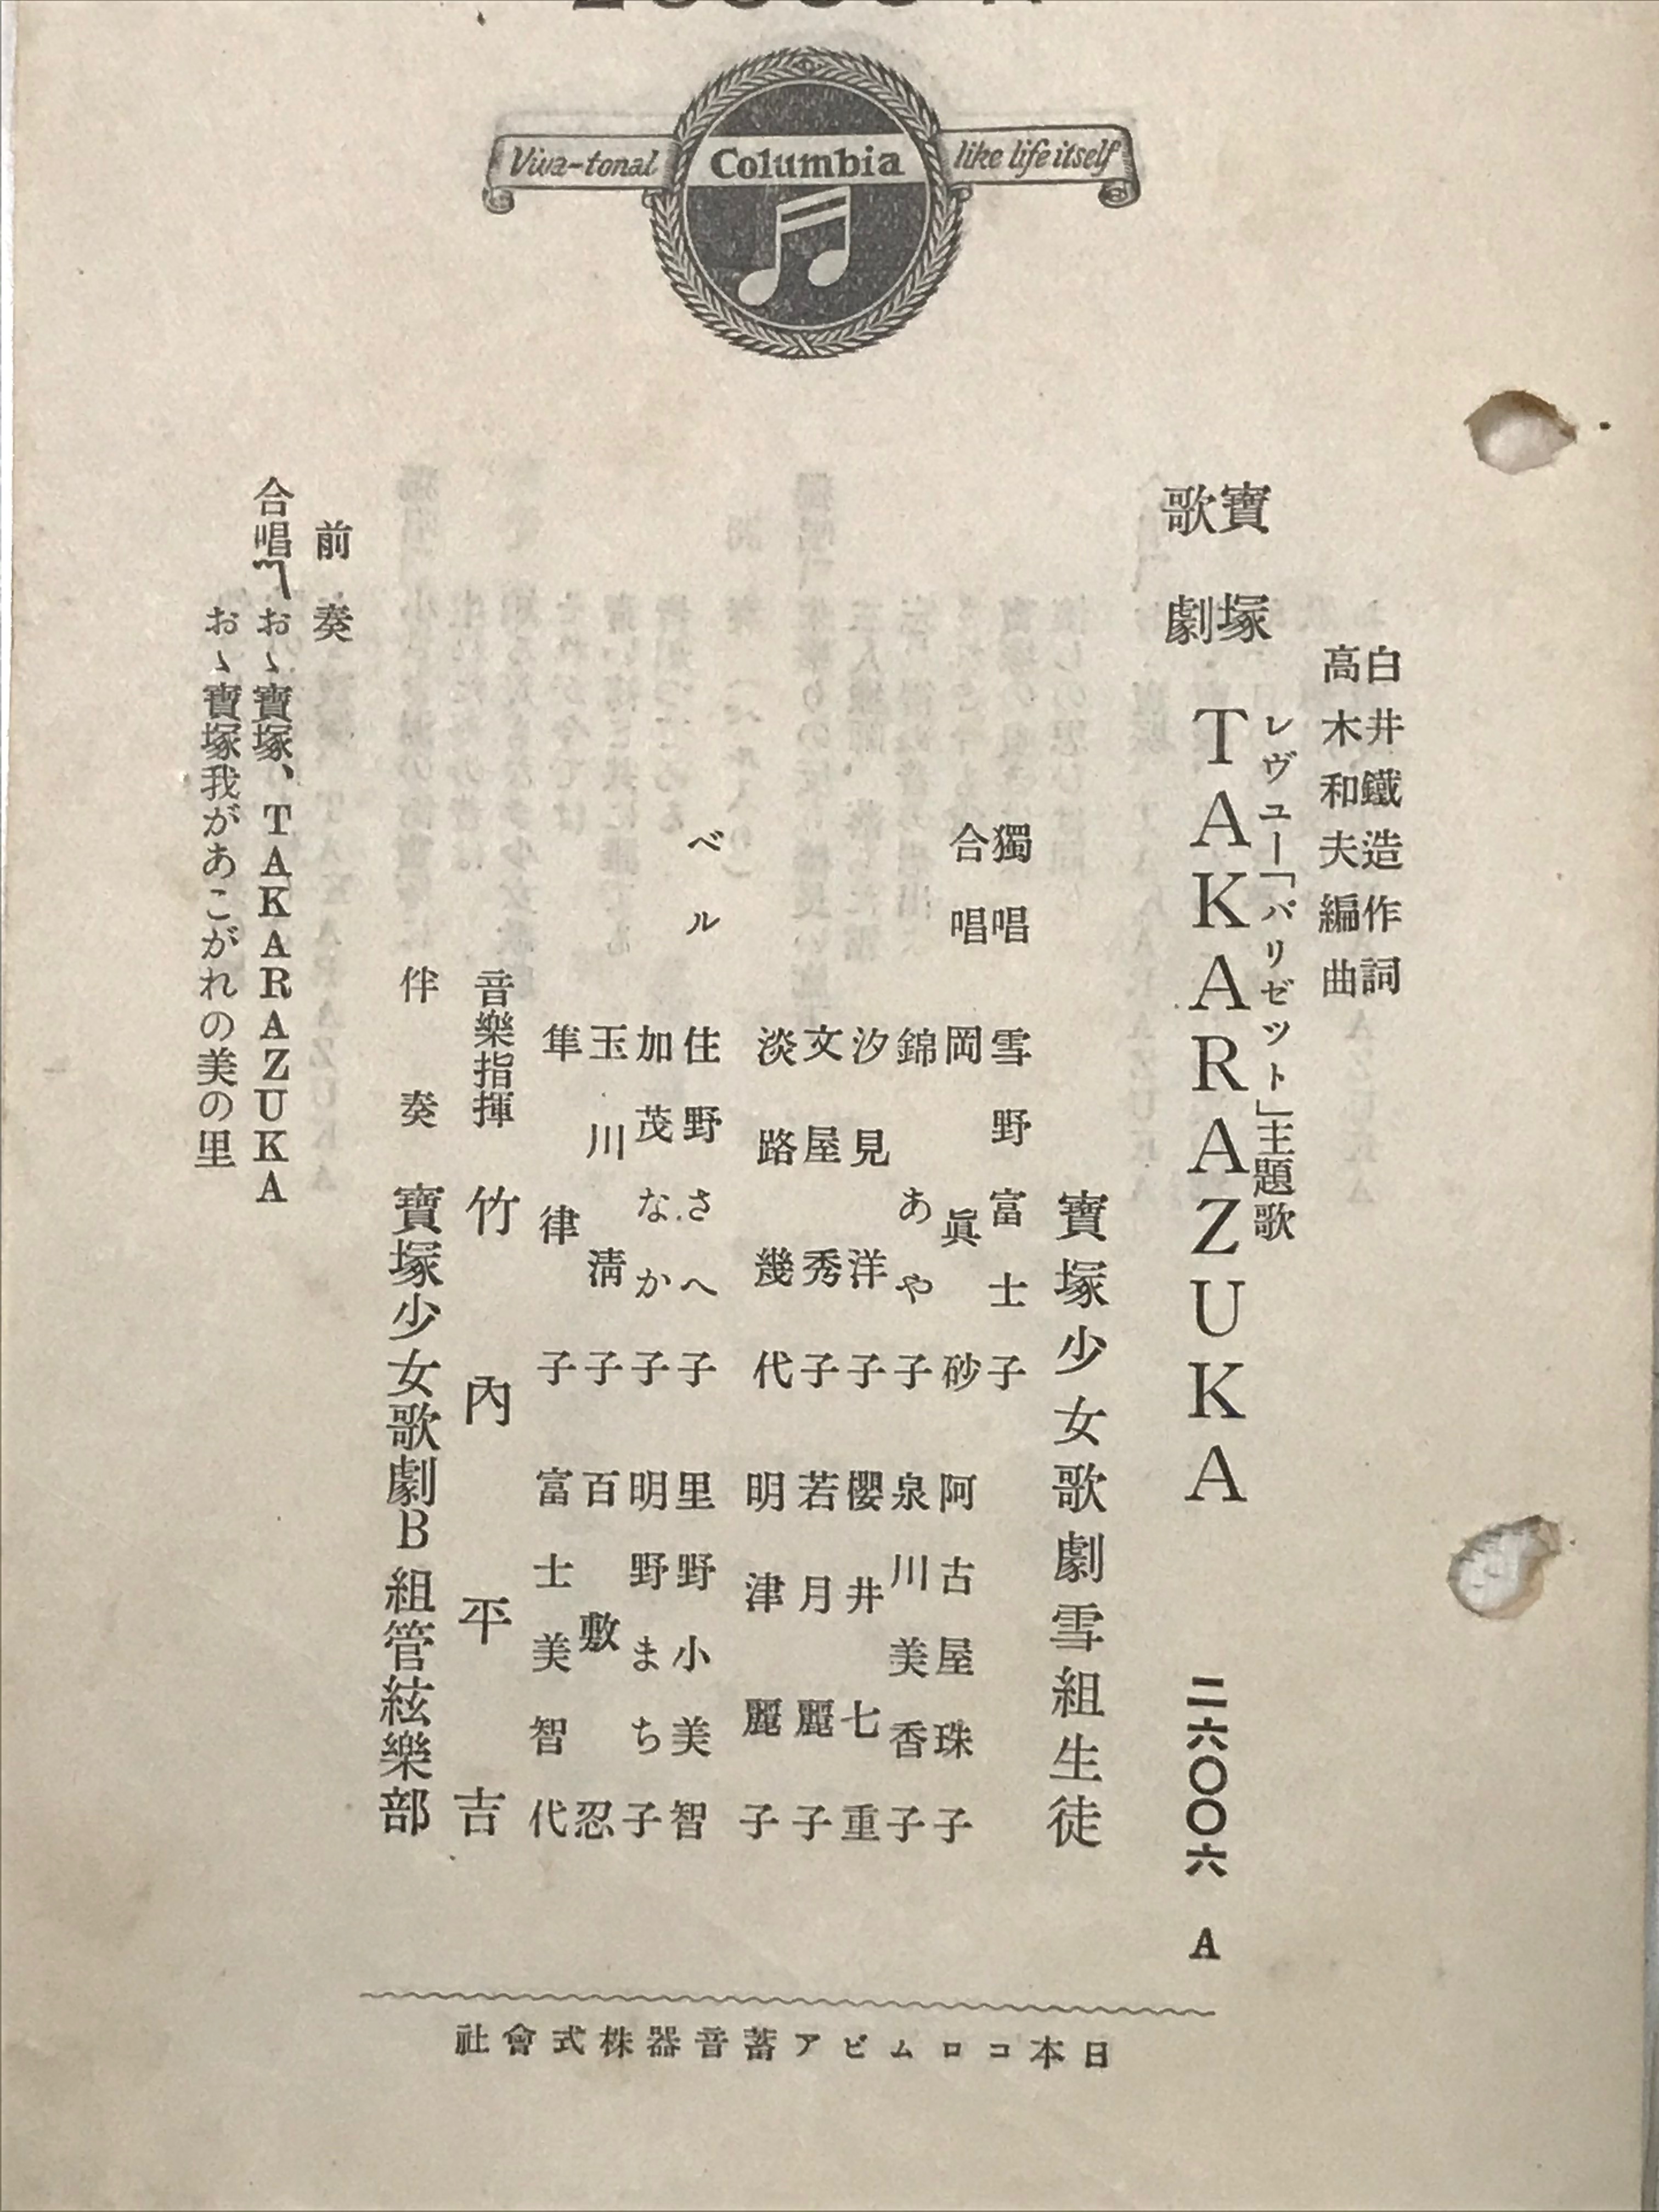 Viva-tonal Columbia like life itself
白井鐵造作詞
高木和夫編曲
レヴユー「パリゼツト」主題歌
寶塚歌劇 TAKARAZUKA 二六〇〇六 A
寶塚少女歌劇雪組生徒
獨唱 雪野富士子
合唱 岡眞砂 阿古屋珠子
錦あや子 泉川美香子
汐見洋子 櫻井七重
文屋秀子 若月麗子
淡路幾代 明津麗子
ベル 住野さへ子 里野小美智
加茂なか子 明野まち子
玉川淸子 百敷忍
隼律子 富士美智代
音樂指揮 竹內平吉
伴奏 寶塚少女歌劇B組管絃樂部
前奏
合唱 おゝ寶塚、TAKARAZUKA
おゝ寶塚我があこがれの美の里
日本コロムビア蓄音器株式會社